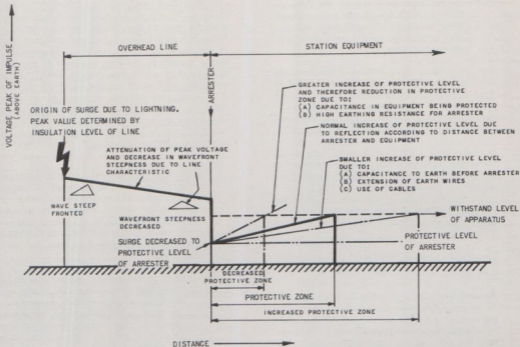 VOLTAGE PEAK OF IMPULSE
(ABOVE EARTH)
OVERHEAD LINE
STATION EQUIPMENT
ARRESTER
ORIGIN OF SURGE DUE TO LIGHTNING.
PEAK VALUE DETERMINED BY
INSULATION LEVEL OF LINE
ATTENUATION OF PEAK VOLTAGE
AND DECREASE IN WAVEFRONT
STEEPNESS DUE TO LINE
CHARACTERISTIC
WAVE STEEP
FRONTED
WAVEFRONT STEEPNESS
DECREASED
SURGE DECREASED TO
PROTECTIVE LEVEL
OF ARRESTER
GREATER INCREASE OF PROTECTIVE LEVEL
AND THEREFORE REDUCTION IN PROTECTIVE
ZONE DUE TO:
(A) CAPACITANCE IN EQUIPMENT BEING PROTECTED
(B) HIGH EARTHING RESISTANCE FOR ARRESTER
NORMAL INCREASE OF PROTECTIVE LEVEL DUE
TO REFLECTION ACCORDING TO DISTANCE BETWEEN
ARRESTER AND EQUIPMENT
SMALLER INCREASE OF PROTECTIVE LEVEL
DUE TO:
(A) CAPACITANCE TO EARTH BEFORE ARRESTER
(B) EXTENSION OF EARTH WIRES
(C) USE OF CABLES
WITHSTAND LEVEL
OF APPARATUS
PROTECTIVE LEVEL
OF ARRESTER
DECREASED
PROTECTIVE ZONE
PROTECTIVE ZONE
INCREASED PROTECTIVE ZONE
DISTANCE